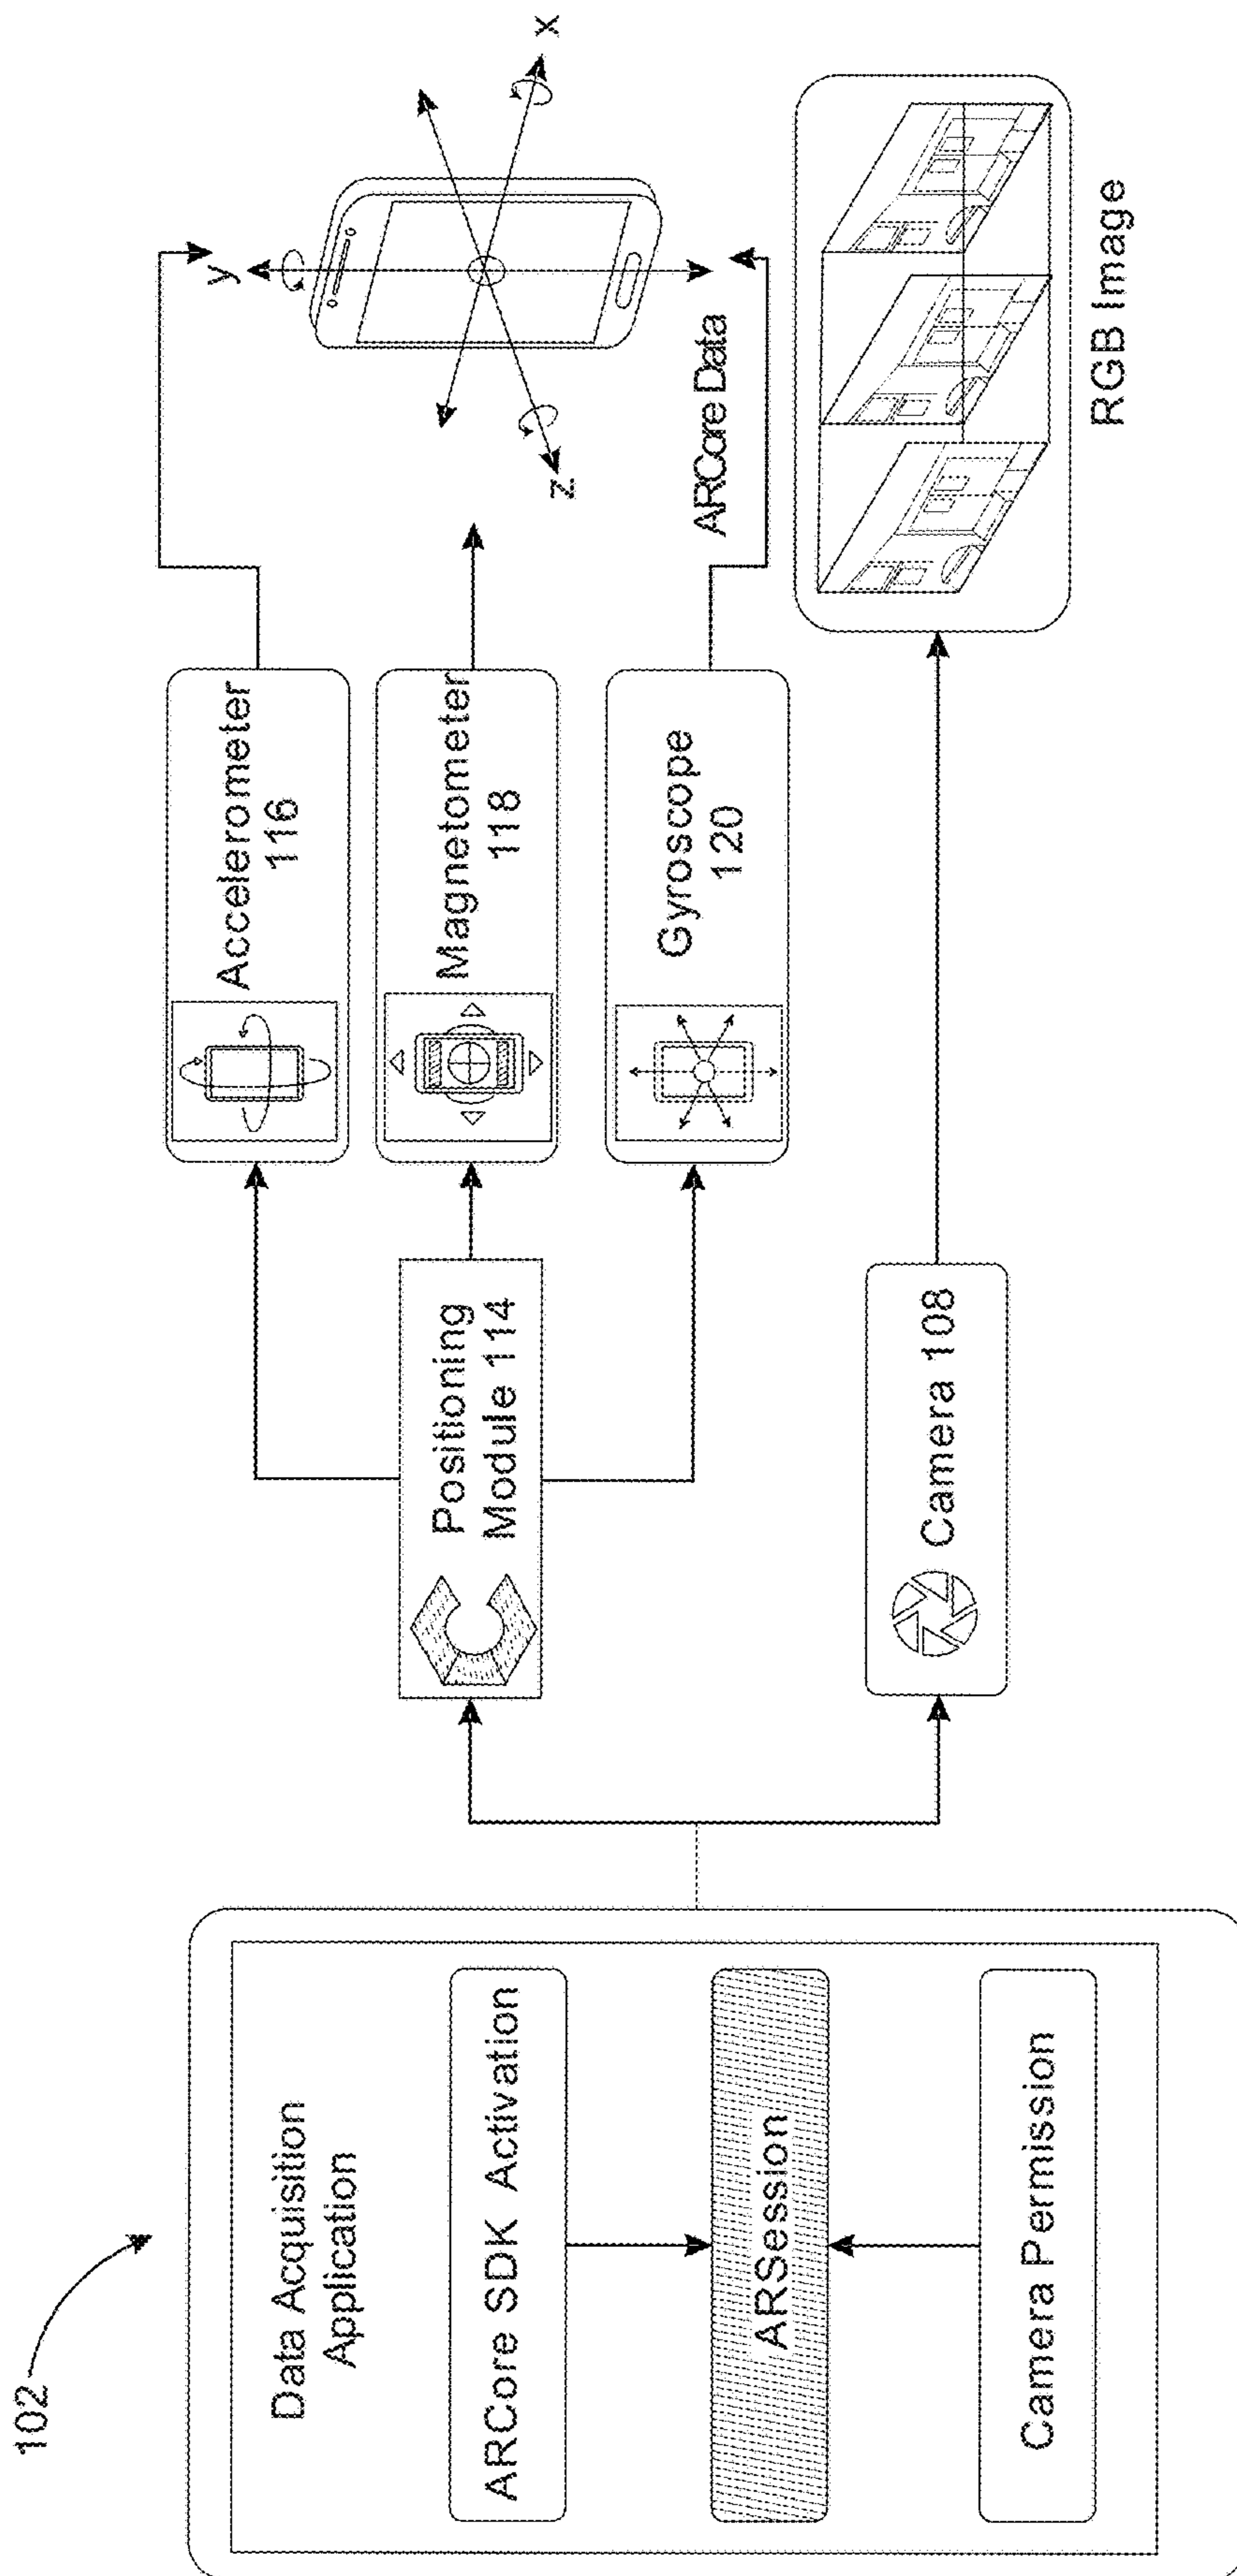 102
Data Acquisition
Application
ARCore SDK Activation
ARSession
Camera Permission
Positioning
Module 114
Camera 108
Accelerometer
116
Magnetometer
118
Gyroscope
120
y
x
z
ARCore Data
RGB Image